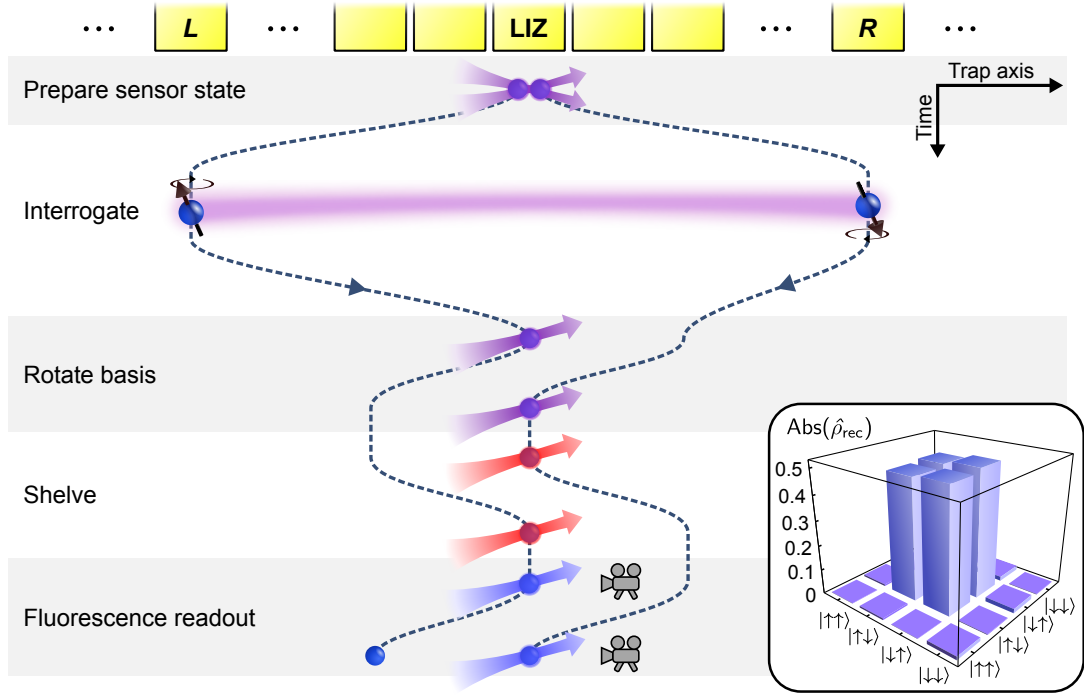 ... L ... LIZ ... R ...
Prepare sensor state
Trap axis
Time
Interrogate
Rotate basis
Shelve
Fluorescence readout
Abs(ρ̂rec)
0.5
0.4
0.3
0.2
0.1
0
|↑↑⟩
|↑↓⟩
|↓↑⟩
|↓↓⟩
|↑↑⟩
|↑↓⟩
|↓↑⟩
|↓↓⟩